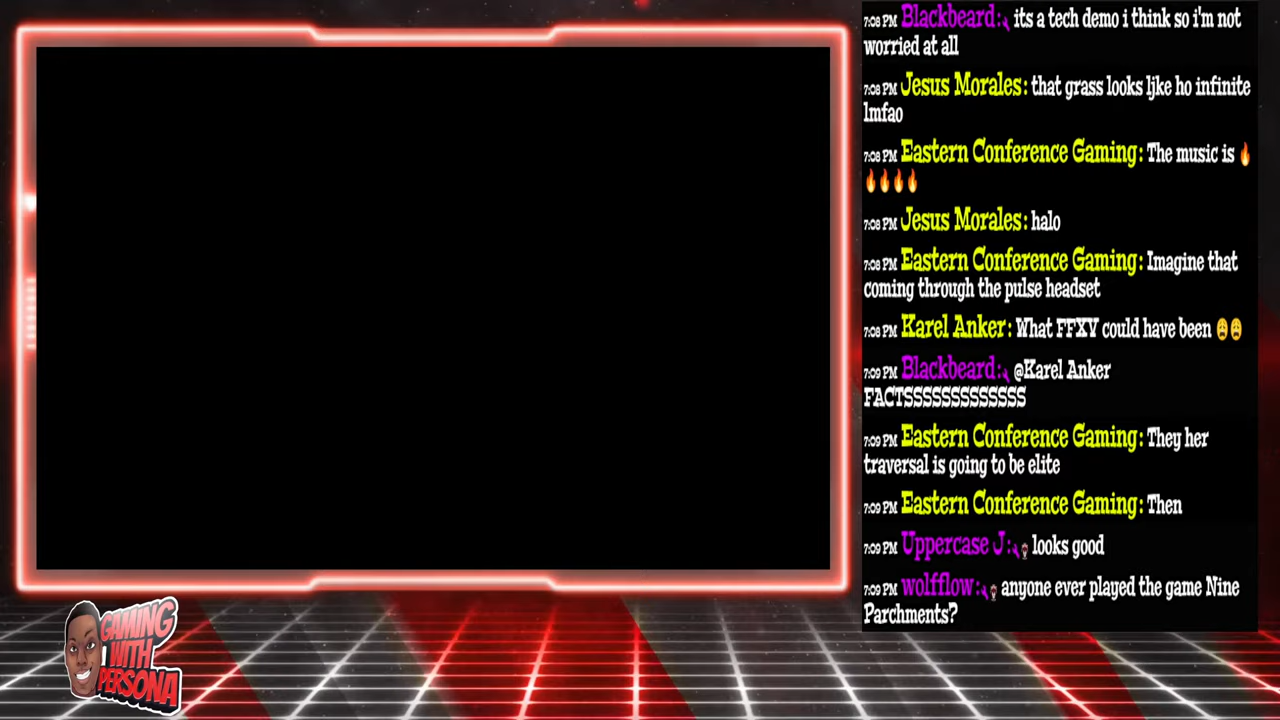 7:08 PM Blackbeard: its a tech demo i think so i'm not
worried at all
7:08 PM Jesus Morales: that grass looks ljke ho infinite
lmfao
7:08 PM Eastern Conference Gaming: The music is 🔥
🔥🔥🔥🔥
7:08 PM Jesus Morales: halo
7:08 PM Eastern Conference Gaming: Imagine that
coming through the pulse headset
7:08 PM Karel Anker: What FFXV could have been 😩😩
7:09 PM Blackbeard: @Karel Anker
FACTSSSSSSSSSSSSS
7:09 PM Eastern Conference Gaming: They her
traversal is going to be elite
7:09 PM Eastern Conference Gaming: Then
7:09 PM Uppercase J: looks good
7:09 PM wolfflow: anyone ever played the game Nine
Parchments?
GAMING
WITH
PERSONA